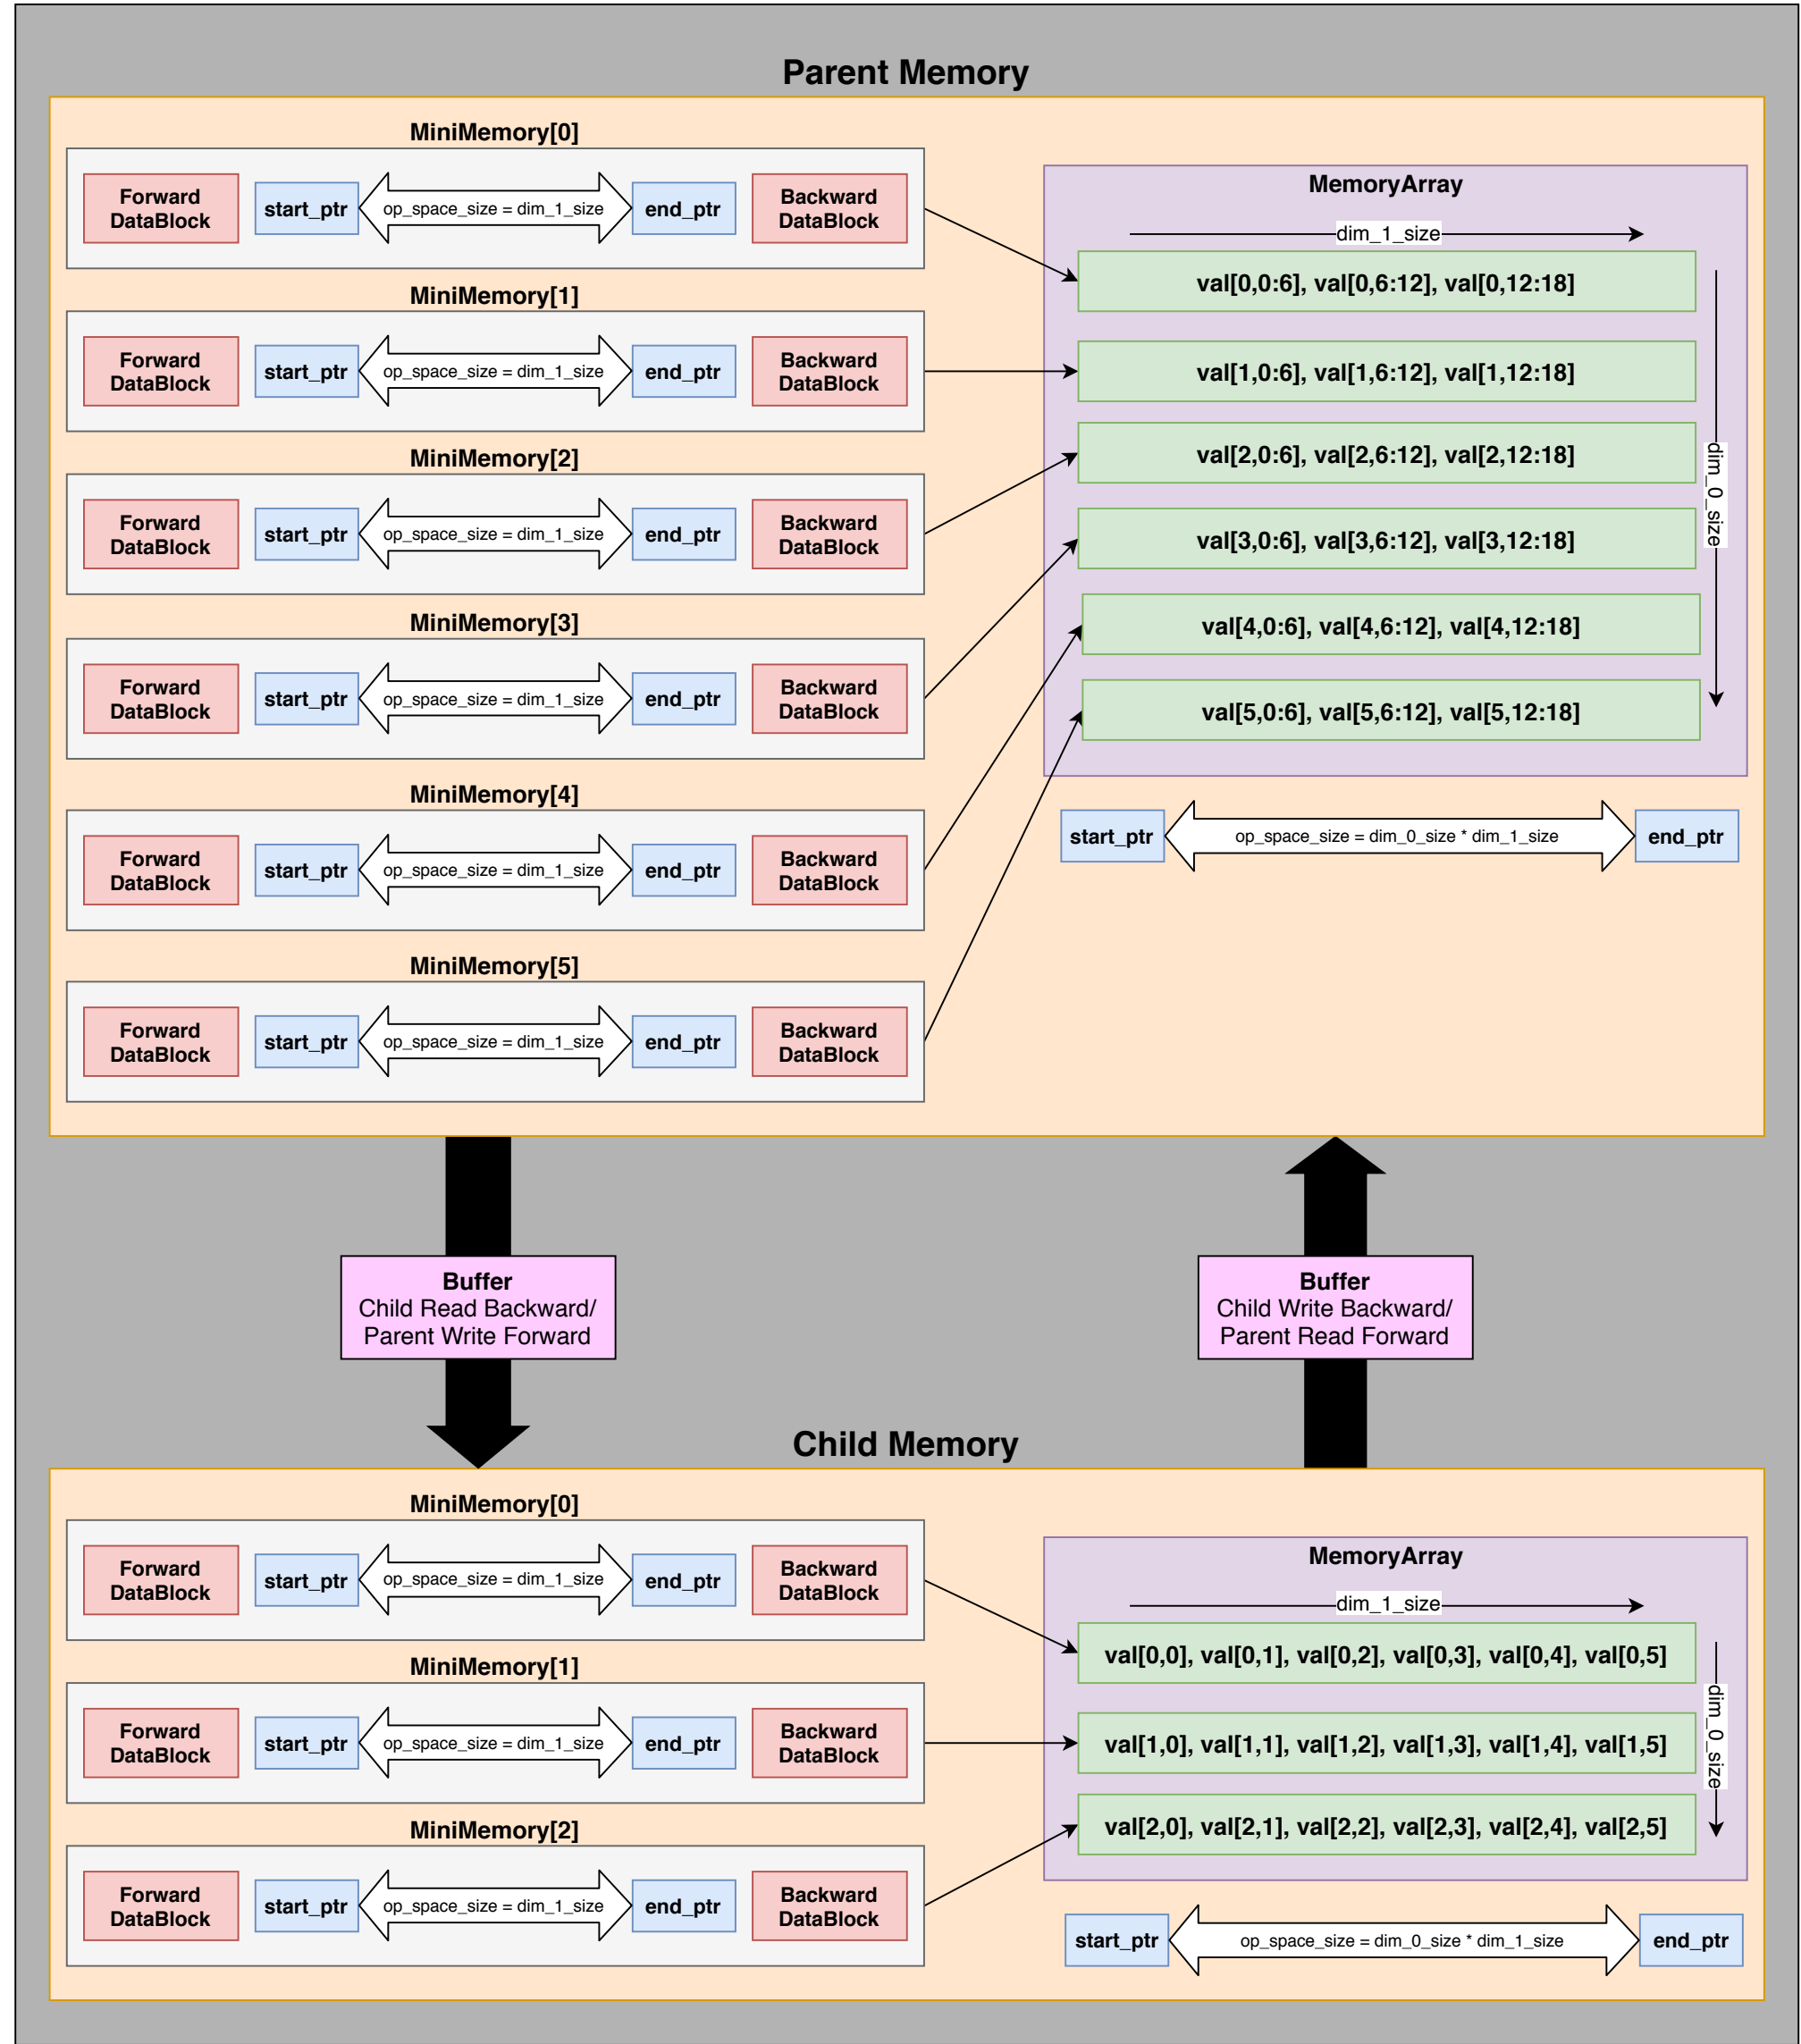 Parent Memory
MiniMemory[0]
Forward
DataBlock
start_ptr
op_space_size = dim_1_size
end_ptr
Backward
DataBlock
MiniMemory[1]
Forward
DataBlock
start_ptr
op_space_size = dim_1_size
end_ptr
Backward
DataBlock
MiniMemory[2]
Forward
DataBlock
start_ptr
op_space_size = dim_1_size
end_ptr
Backward
DataBlock
MiniMemory[3]
Forward
DataBlock
start_ptr
op_space_size = dim_1_size
end_ptr
Backward
DataBlock
MiniMemory[4]
Forward
DataBlock
start_ptr
op_space_size = dim_1_size
end_ptr
Backward
DataBlock
MiniMemory[5]
Forward
DataBlock
start_ptr
op_space_size = dim_1_size
end_ptr
Backward
DataBlock
MemoryArray
dim_1_size
val[0,0:6], val[0,6:12], val[0,12:18]
val[1,0:6], val[1,6:12], val[1,12:18]
val[2,0:6], val[2,6:12], val[2,12:18]
val[3,0:6], val[3,6:12], val[3,12:18]
val[4,0:6], val[4,6:12], val[4,12:18]
val[5,0:6], val[5,6:12], val[5,12:18]
dim_0_size
start_ptr
op_space_size = dim_0_size * dim_1_size
end_ptr
Buffer
Child Read Backward/
Parent Write Forward
Buffer
Child Write Backward/
Parent Read Forward
Child Memory
MiniMemory[0]
Forward
DataBlock
start_ptr
op_space_size = dim_1_size
end_ptr
Backward
DataBlock
MiniMemory[1]
Forward
DataBlock
start_ptr
op_space_size = dim_1_size
end_ptr
Backward
DataBlock
MiniMemory[2]
Forward
DataBlock
start_ptr
op_space_size = dim_1_size
end_ptr
Backward
DataBlock
MemoryArray
dim_1_size
val[0,0], val[0,1], val[0,2], val[0,3], val[0,4], val[0,5]
val[1,0], val[1,1], val[1,2], val[1,3], val[1,4], val[1,5]
val[2,0], val[2,1], val[2,2], val[2,3], val[2,4], val[2,5]
dim_0_size
start_ptr
op_space_size = dim_0_size * dim_1_size
end_ptr